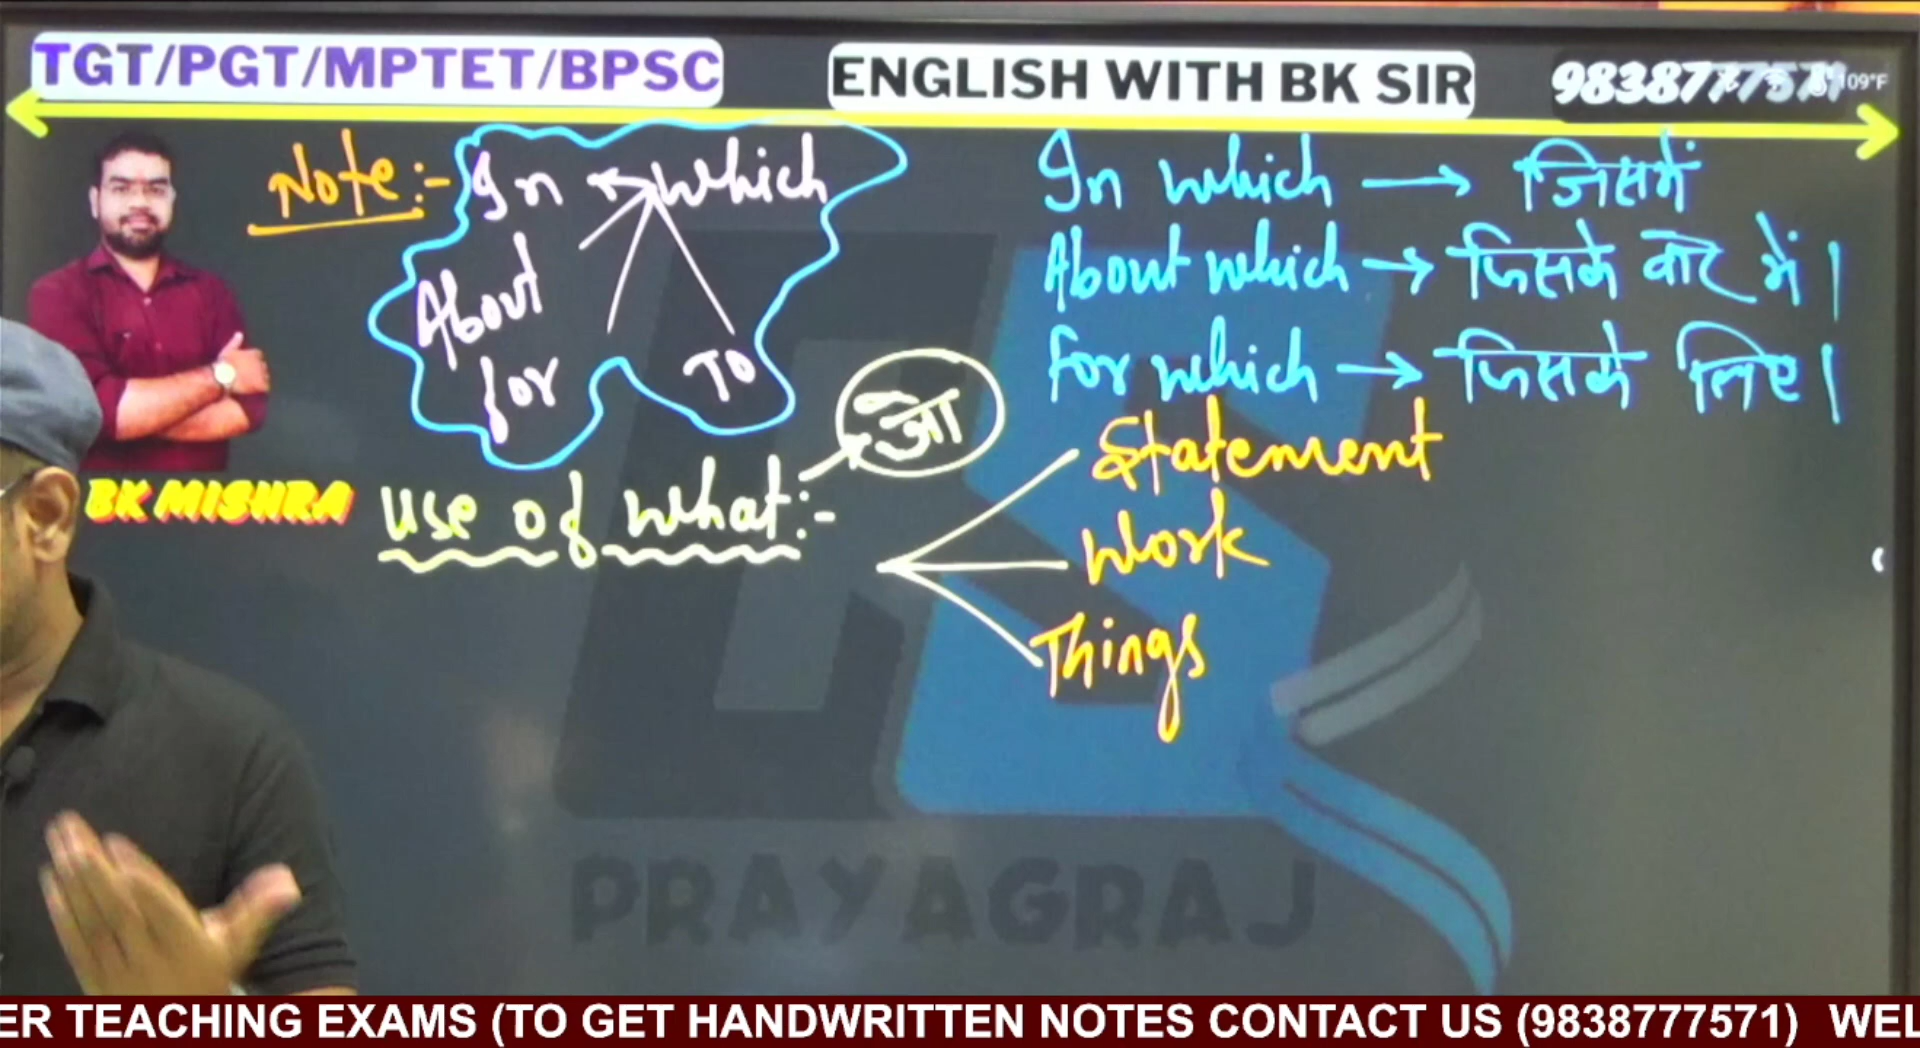 TGT/PGT/MPTET/BPSC
ENGLISH WITH BK SIR
9838777571
109°F
Note:- In which
About
for
To
In which → जिसमें
About which → जिसके बारे में।
For which → जिसके लिए।
BK MISHRA
Use of what:-
Statement
Work
Things
PRAYAGRAJ
ER TEACHING EXAMS (TO GET HANDWRITTEN NOTES CONTACT US (9838777571) WEL